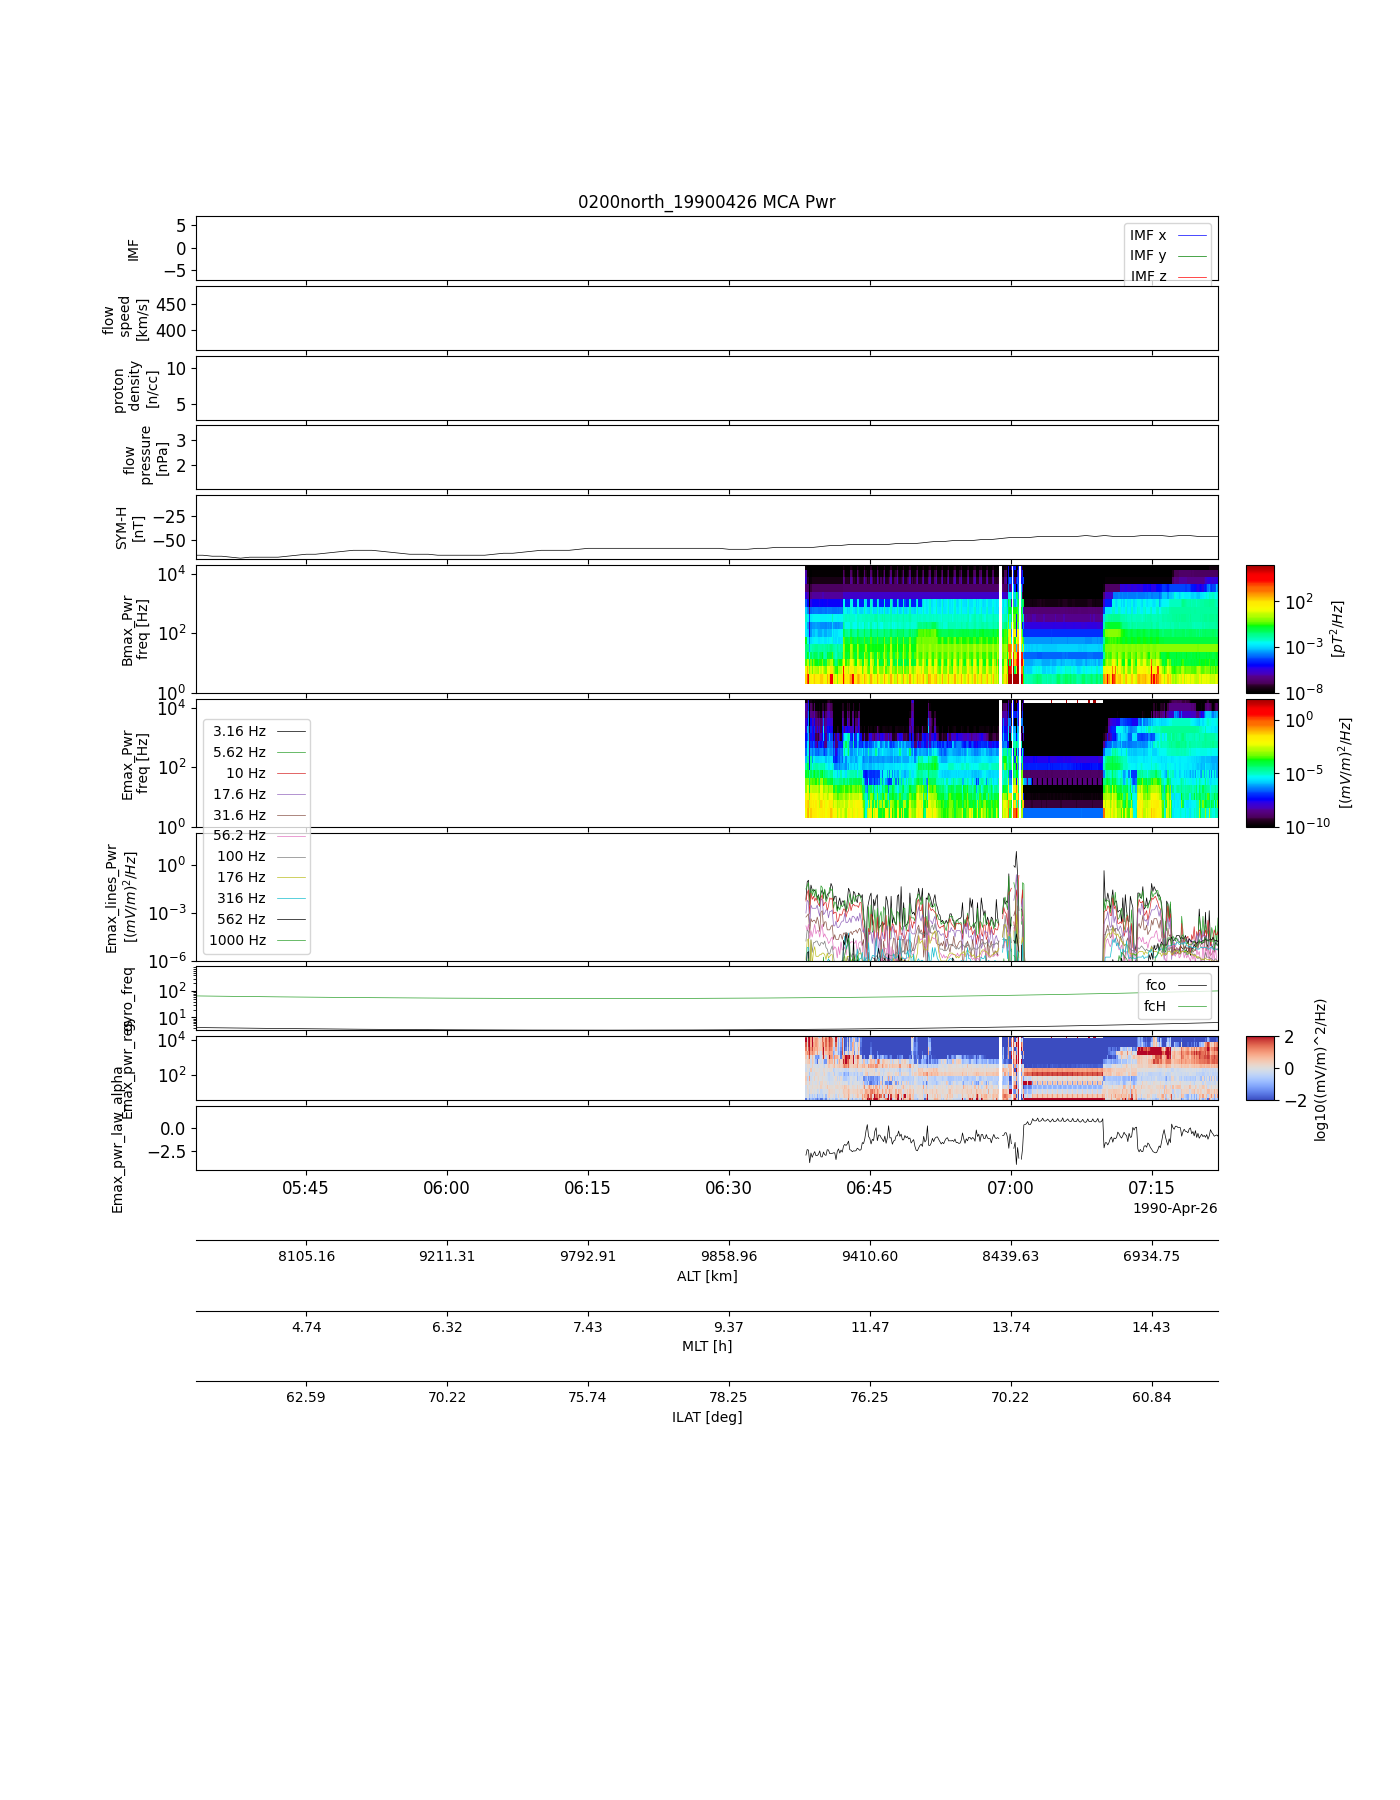 0200north_19900426 MCA Pwr
IMF
5
0
−5
IMF x
IMF y
IMF z
flow
speed
[km/s]
450
400
proton
density
[n/cc]
10
5
flow
pressure
[nPa]
3
2
SYM-H
[nT]
−25
−50
Bmax_Pwr
freq [Hz]
10^4
10^2
10^0
10^2
10^−3
10^−8
[pT^2/Hz]
Emax_Pwr
freq [Hz]
10^4
10^2
10^0
10^0
10^−5
10^−10
[(mV/m)^2/Hz]
3.16 Hz
5.62 Hz
10 Hz
17.6 Hz
31.6 Hz
56.2 Hz
100 Hz
176 Hz
316 Hz
562 Hz
1000 Hz
Emax_lines_Pwr
[(mV/m)^2/Hz]
10^0
10^−3
10^−6
gyro_freq
10^2
10^1
fco
fcH
Emax_pwr_reg
10^4
10^2
2
0
−2
log10((mV/m)^2/Hz)
Emax_pwr_law_alpha
0.0
−2.5
05:45 06:00 06:15 06:30 06:45 07:00 07:15
1990-Apr-26
8105.16 9211.31 9792.91 9858.96 9410.60 8439.63 6934.75
ALT [km]
4.74 6.32 7.43 9.37 11.47 13.74 14.43
MLT [h]
62.59 70.22 75.74 78.25 76.25 70.22 60.84
ILAT [deg]